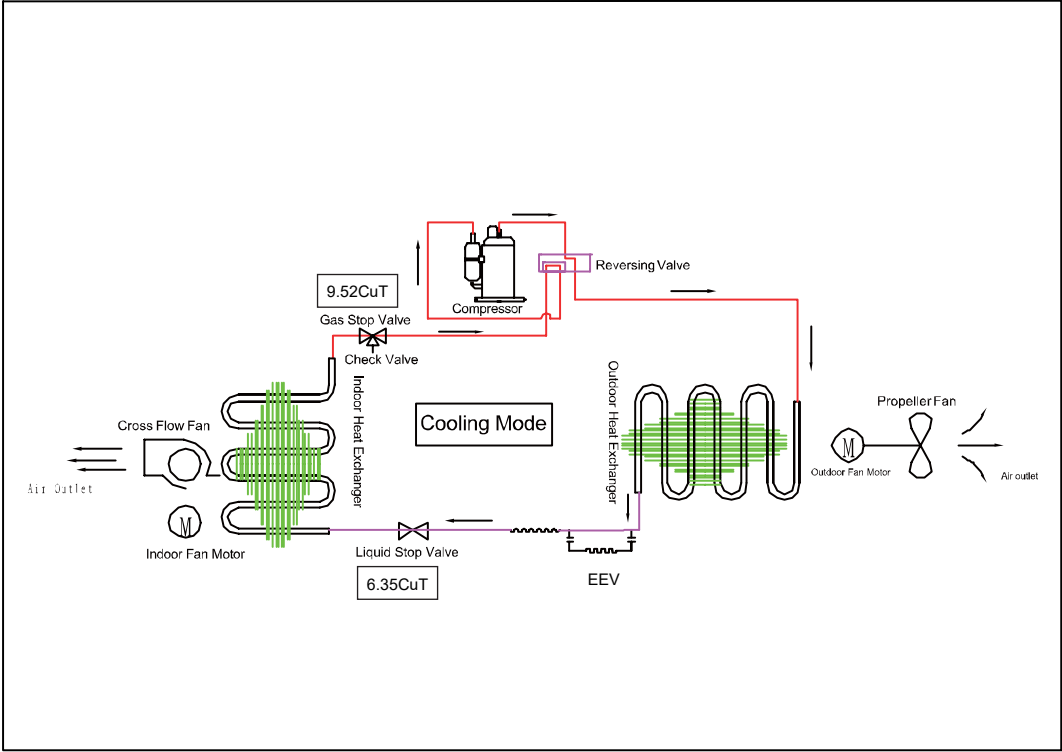 Reversing Valve
9.52CuT
Compressor
Gas Stop Valve
Check Valve
Indoor Heat Exchanger
Outdoor Heat Exchanger
Cooling Mode
Propeller Fan
Cross Flow Fan
M
Outdoor Fan Motor
Air outlet
Air Outlet
M
Indoor Fan Motor
Liquid Stop Valve
EEV
6.35CuT